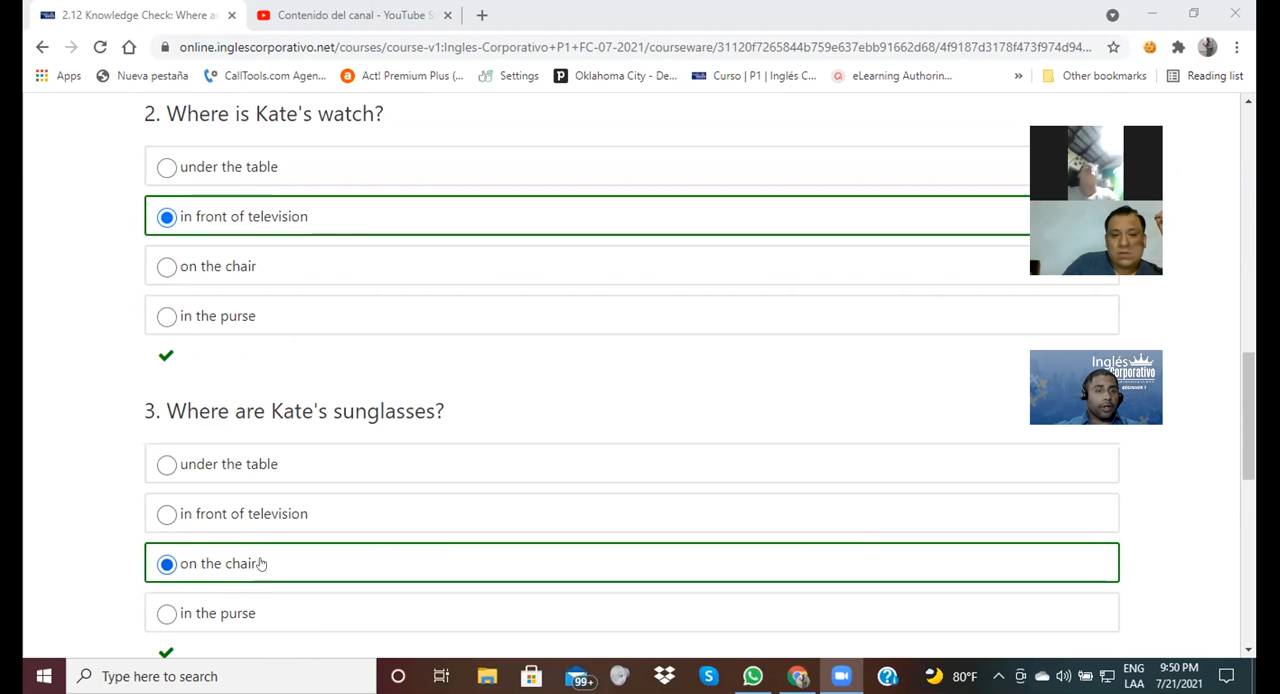 2.12 Knowledge Check: Where a
Contenido del canal - YouTube S
online.inglescorporativo.net/courses/course-v1:Ingles-Corporativo+P1+FC-07-2021/courseware/31120f7265844b759e637ebb91662d68/4f9187d3178f473f974d94...
Apps
Nueva pestaña
CallTools.com Agen...
Act! Premium Plus (...
Settings
Oklahoma City - De...
Curso | P1 | Inglés C...
eLearning Authorin...
»
Other bookmarks
Reading list
2. Where is Kate's watch?
under the table
in front of television
on the chair
in the purse
Inglés
Corporativo
BEGINNER 1
3. Where are Kate's sunglasses?
under the table
in front of television
on the chair
in the purse
Type here to search
99+
80°F
ENG
LAA
9:50 PM
7/21/2021